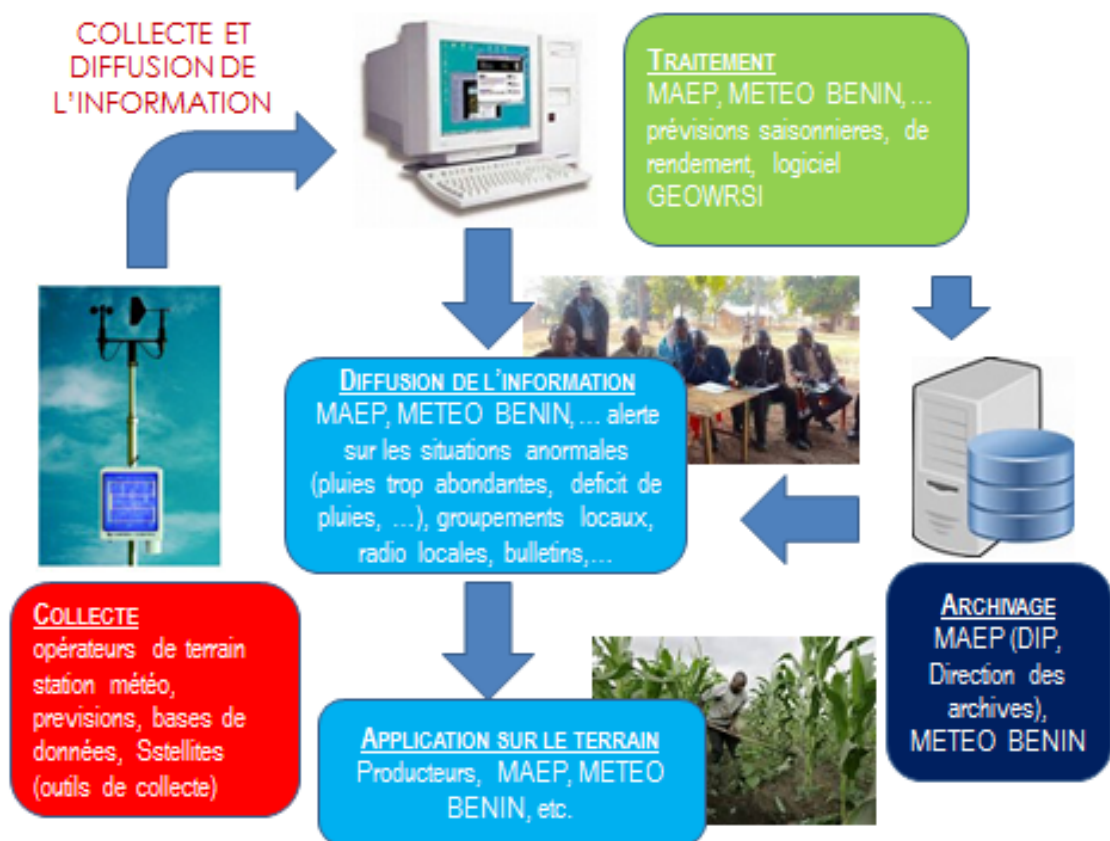 COLLECTE ET
DIFFUSION DE
L'INFORMATION
TRAITEMENT
MAEP, METEO BENIN, ...
prévisions saisonnieres, de
rendement, logiciel
GEOWRSI
DIFFUSION DE L'INFORMATION
MAEP, METEO BENIN, ... alerte
sur les situations anormales
(pluies trop abondantes, deficit de
pluies, ...), groupements locaux,
radio locales, bulletins,...
COLLECTE
opérateurs de terrain
station météo,
previsions, bases de
données, Sstellites
(outils de collecte)
ARCHIVAGE
MAEP (DIP,
Direction des
archives),
METEO BENIN
APPLICATION SUR LE TERRAIN
Producteurs, MAEP, METEO
BENIN, etc.